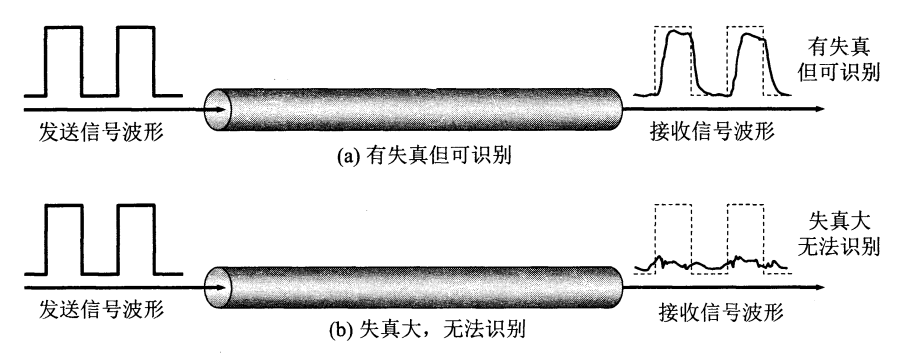 有失真
但可识别
发送信号波形
接收信号波形
(a) 有失真但可识别
失真大
无法识别
发送信号波形
接收信号波形
(b) 失真大，无法识别